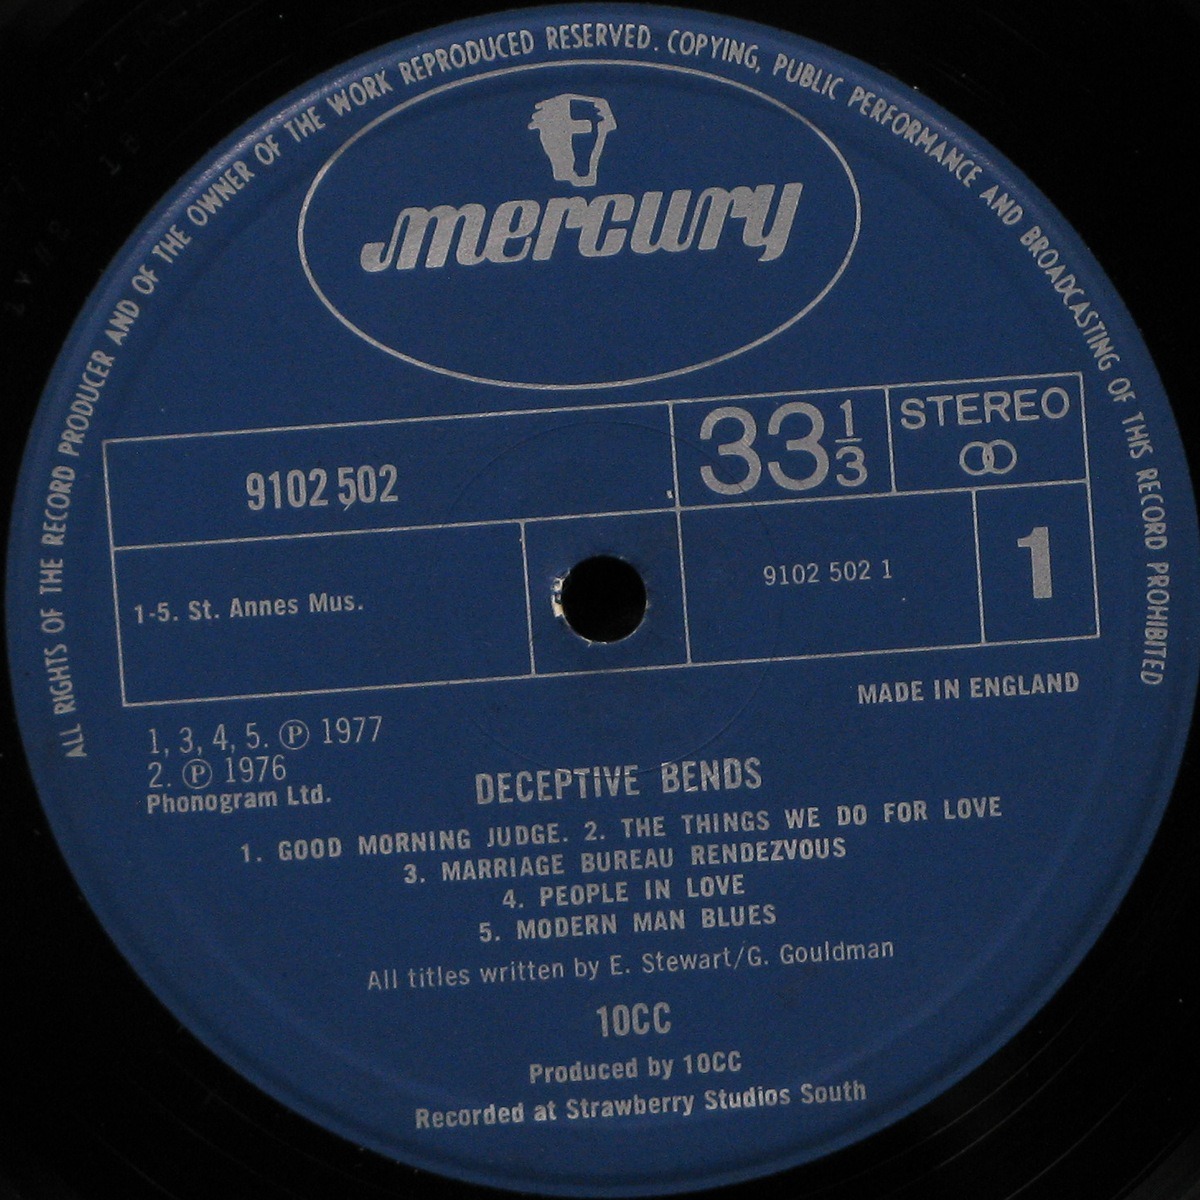 ALL RIGHTS OF THE RECORD PRODUCER AND OF THE OWNER OF THE WORK REPRODUCED RESERVED. COPYING, PUBLIC PERFORMANCE AND BROADCASTING OF THIS RECORD PROHIBITED
mercury
9102 502
33 1/3
STEREO
1-5. St. Annes Mus.
9102 502 1
1
MADE IN ENGLAND
1, 3, 4, 5. ℗ 1977
2. ℗ 1976
Phonogram Ltd.
DECEPTIVE BENDS
1. GOOD MORNING JUDGE. 2. THE THINGS WE DO FOR LOVE
3. MARRIAGE BUREAU RENDEZVOUS
4. PEOPLE IN LOVE
5. MODERN MAN BLUES
All titles written by E. Stewart/G. Gouldman
10CC
Produced by 10CC
Recorded at Strawberry Studios South